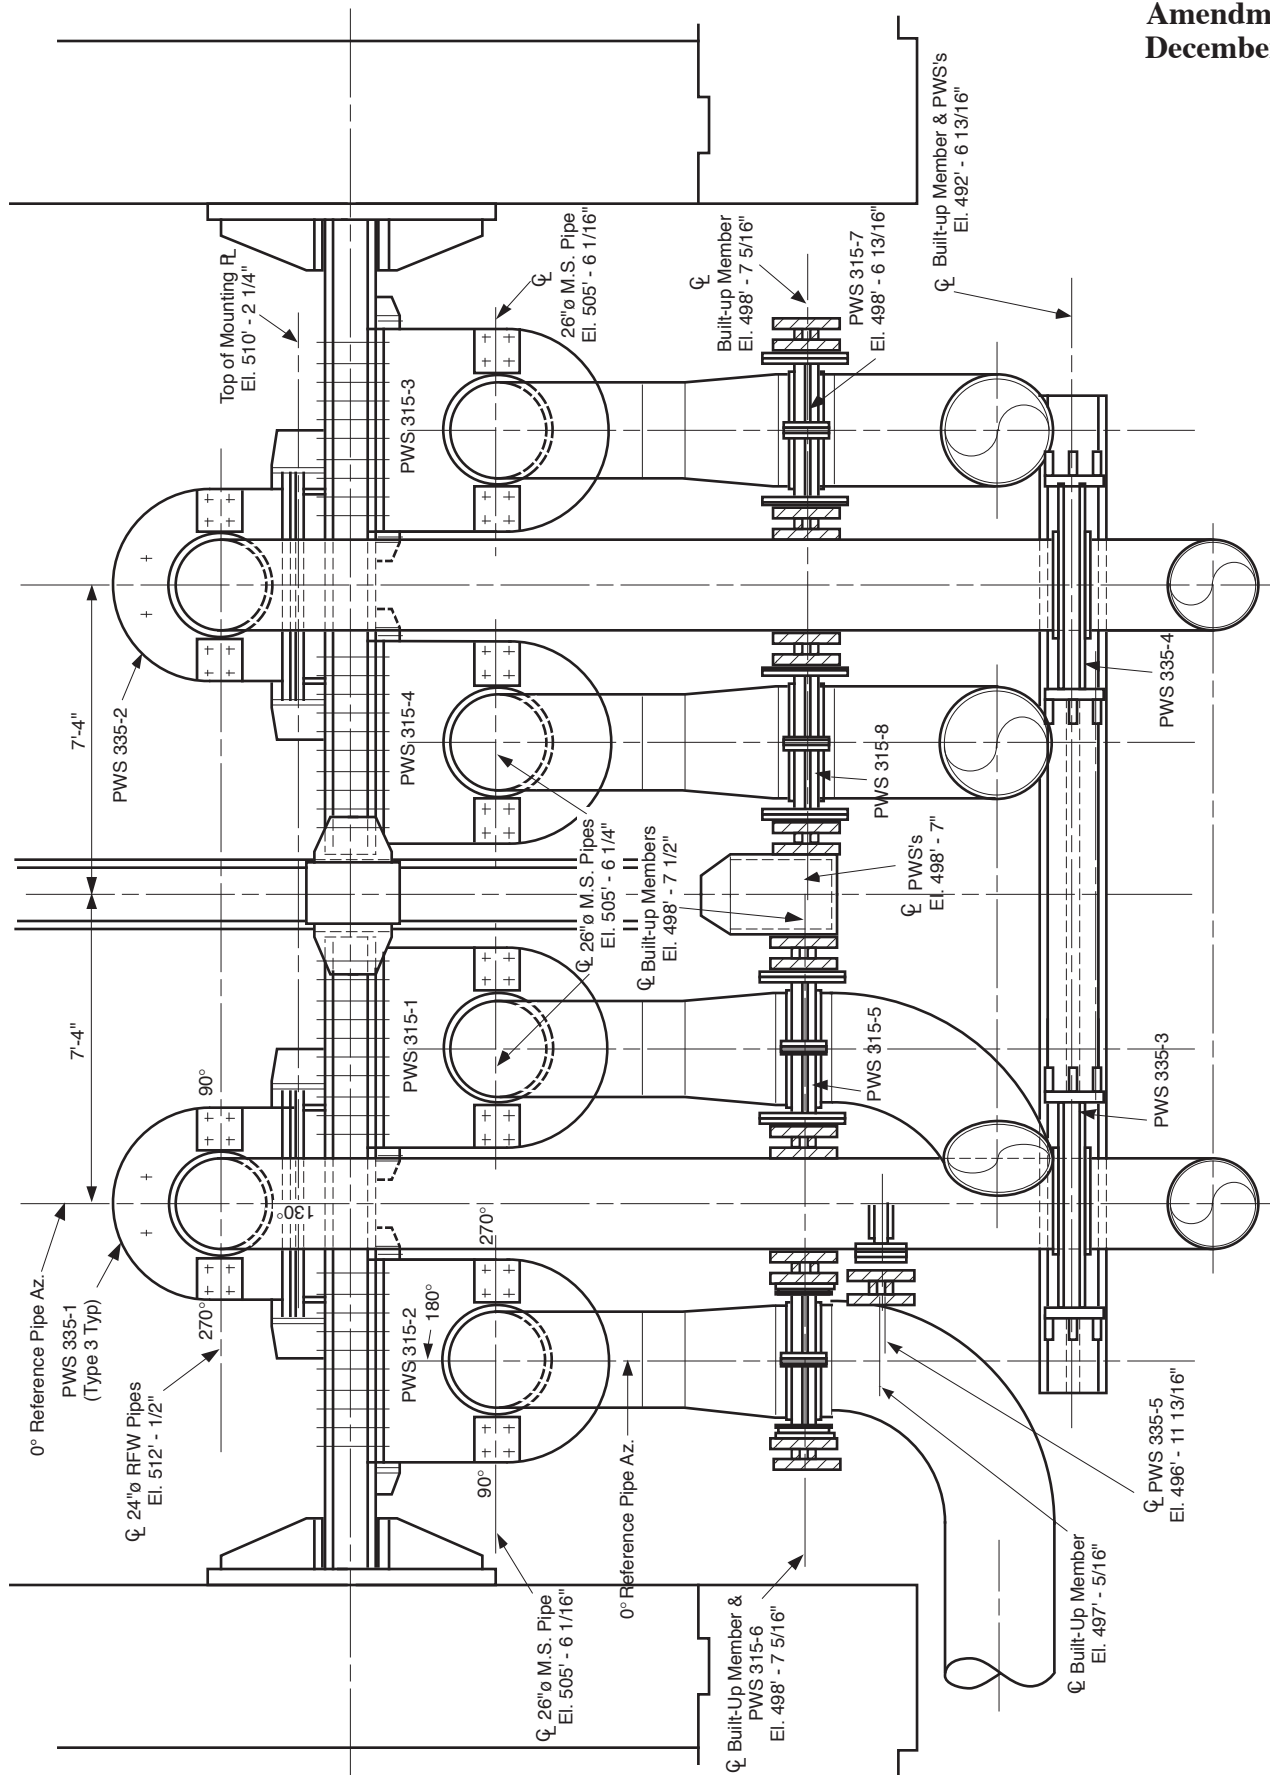 Amendm
Decembe
0° Reference Pipe Az.
PWS 335-1
(Type 3 Typ)
7'-4"
7'-4"
PWS 335-2
90°
270°
130°
℄ 24"ø RFW Pipes
El. 512' - 1/2"
Top of Mounting ⅊
El. 510' - 2 1/4"
PWS 315-2
PWS 315-1
PWS 315-4
PWS 315-3
180°
270°
90°
℄
26"ø M.S. Pipe
El. 505' - 6 1/16"
℄ 26"ø M.S. Pipe
El. 505' - 6 1/16"
0° Reference Pipe Az.
℄ 26"ø M.S. Pipes
El. 505' - 6 1/4"
℄ Built-up Members
El. 498' - 7 1/2"
℄
Built-up Member
El. 498' - 7 5/16"
PWS 315-7
El. 498' - 6 13/16"
℄ Built-up Member & PWS's
El. 492' - 6 13/16"
℄ Built-Up Member &
PWS 315-6
El. 498' - 7 5/16"
PWS 315-5
PWS 315-8
℄ PWS's
El. 498' - 7"
℄ Built-Up Member
El. 497' - 5/16"
℄ PWS 335-5
El. 496' - 11 13/16"
PWS 335-3
PWS 335-4